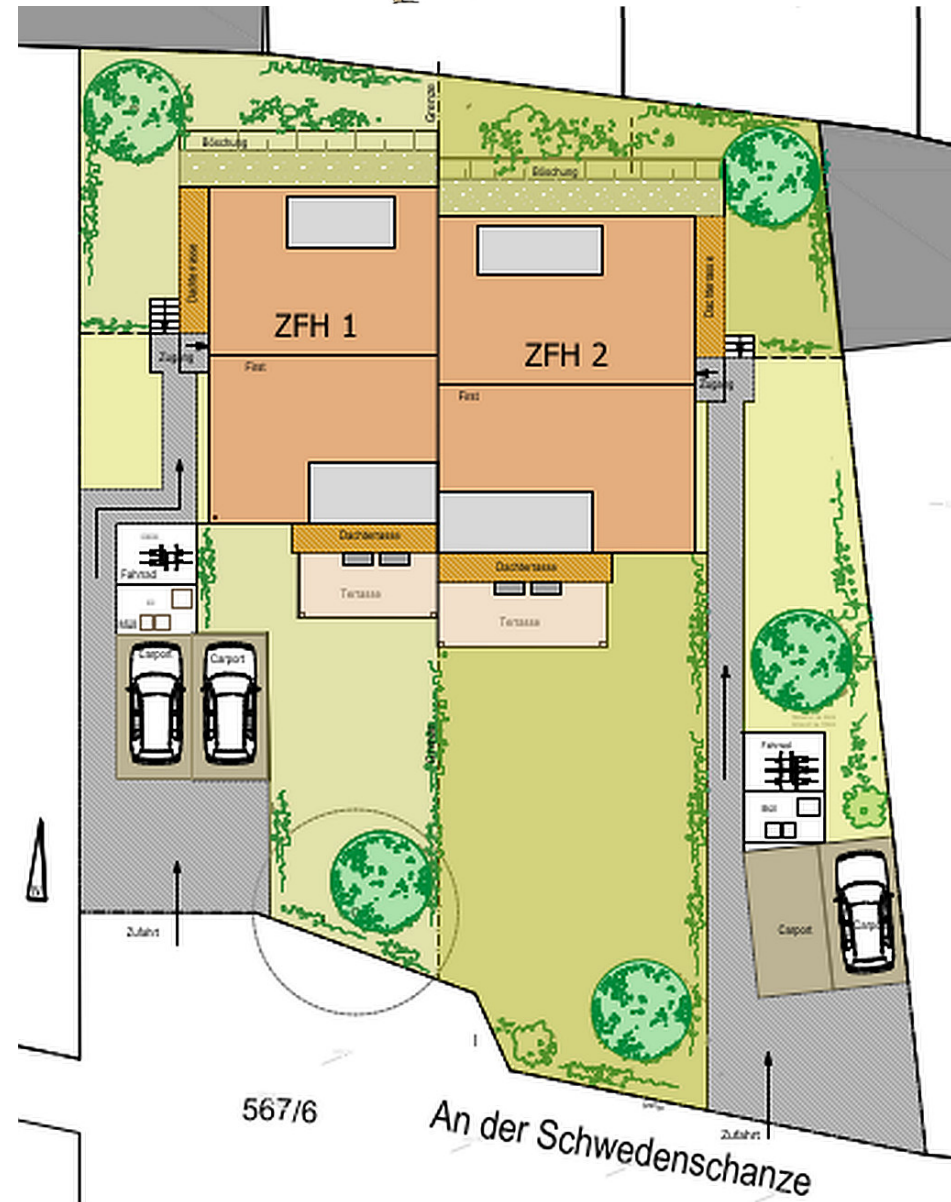 Grenze
Böschung
Böschung
Dachterrasse
Dachterrasse
ZFH 1
ZFH 2
Zugang
First
Zugang
First
Dachterrasse
Dachterrasse
Fahrrad
Terrasse
Terrasse
Müll
Carport
Carport
Grenze
Fahrrad
Müll
N
Carport
Carport
Zufahrt
567/6
An der Schwedenschanze
Zufahrt